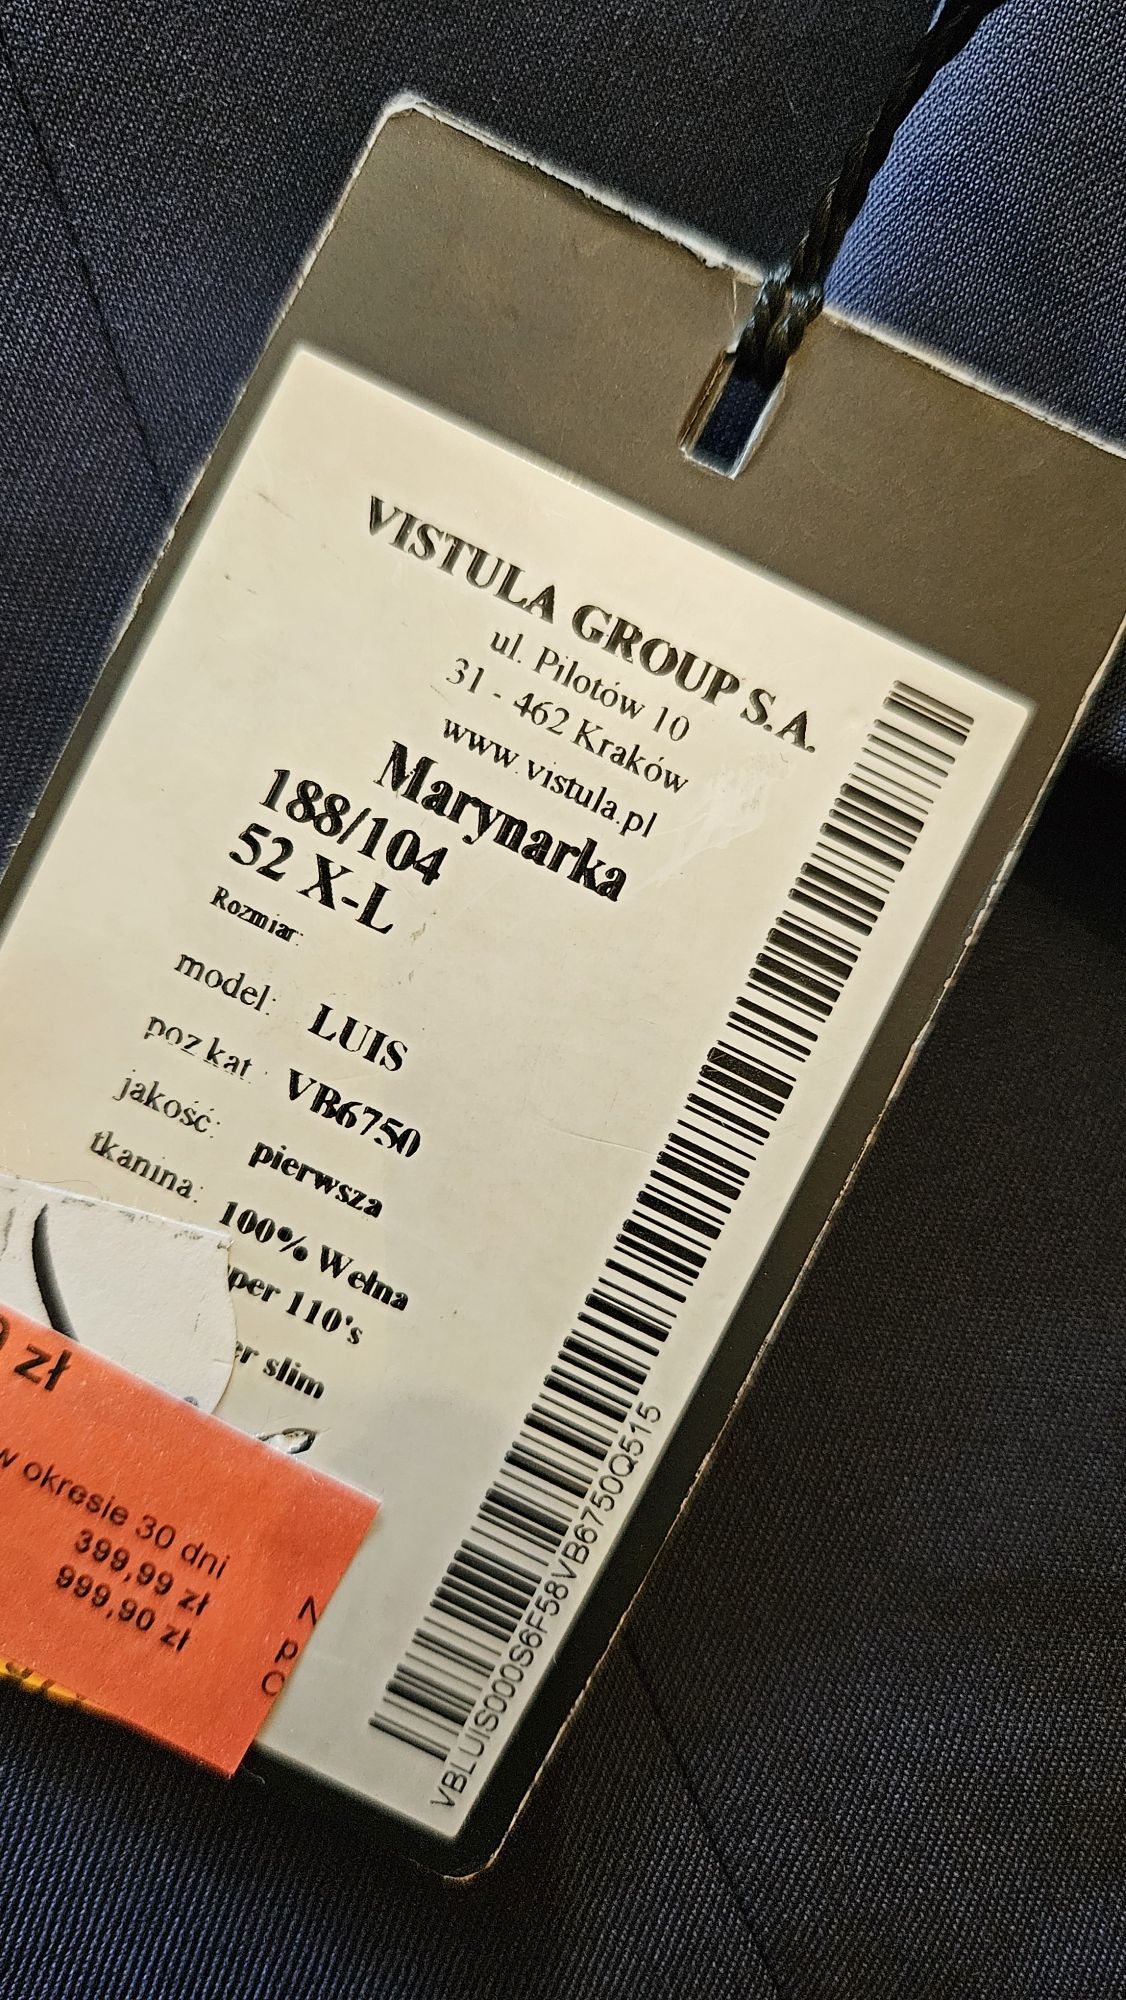 VISTULA GROUP S.A.
ul. Pilotów 10
31 - 462 Kraków
www.vistula.pl
Marynarka
188/104
52 X-L
Rozmiar:
model: LUIS
poz kat.: VB6750
jakość: pierwsza
tkanina: 100% Wełna
per 110's
er slim
zł
w okresie 30 dni
399,99 zł
999,90 zł
VBLUIS000S6F58VB6750Q515